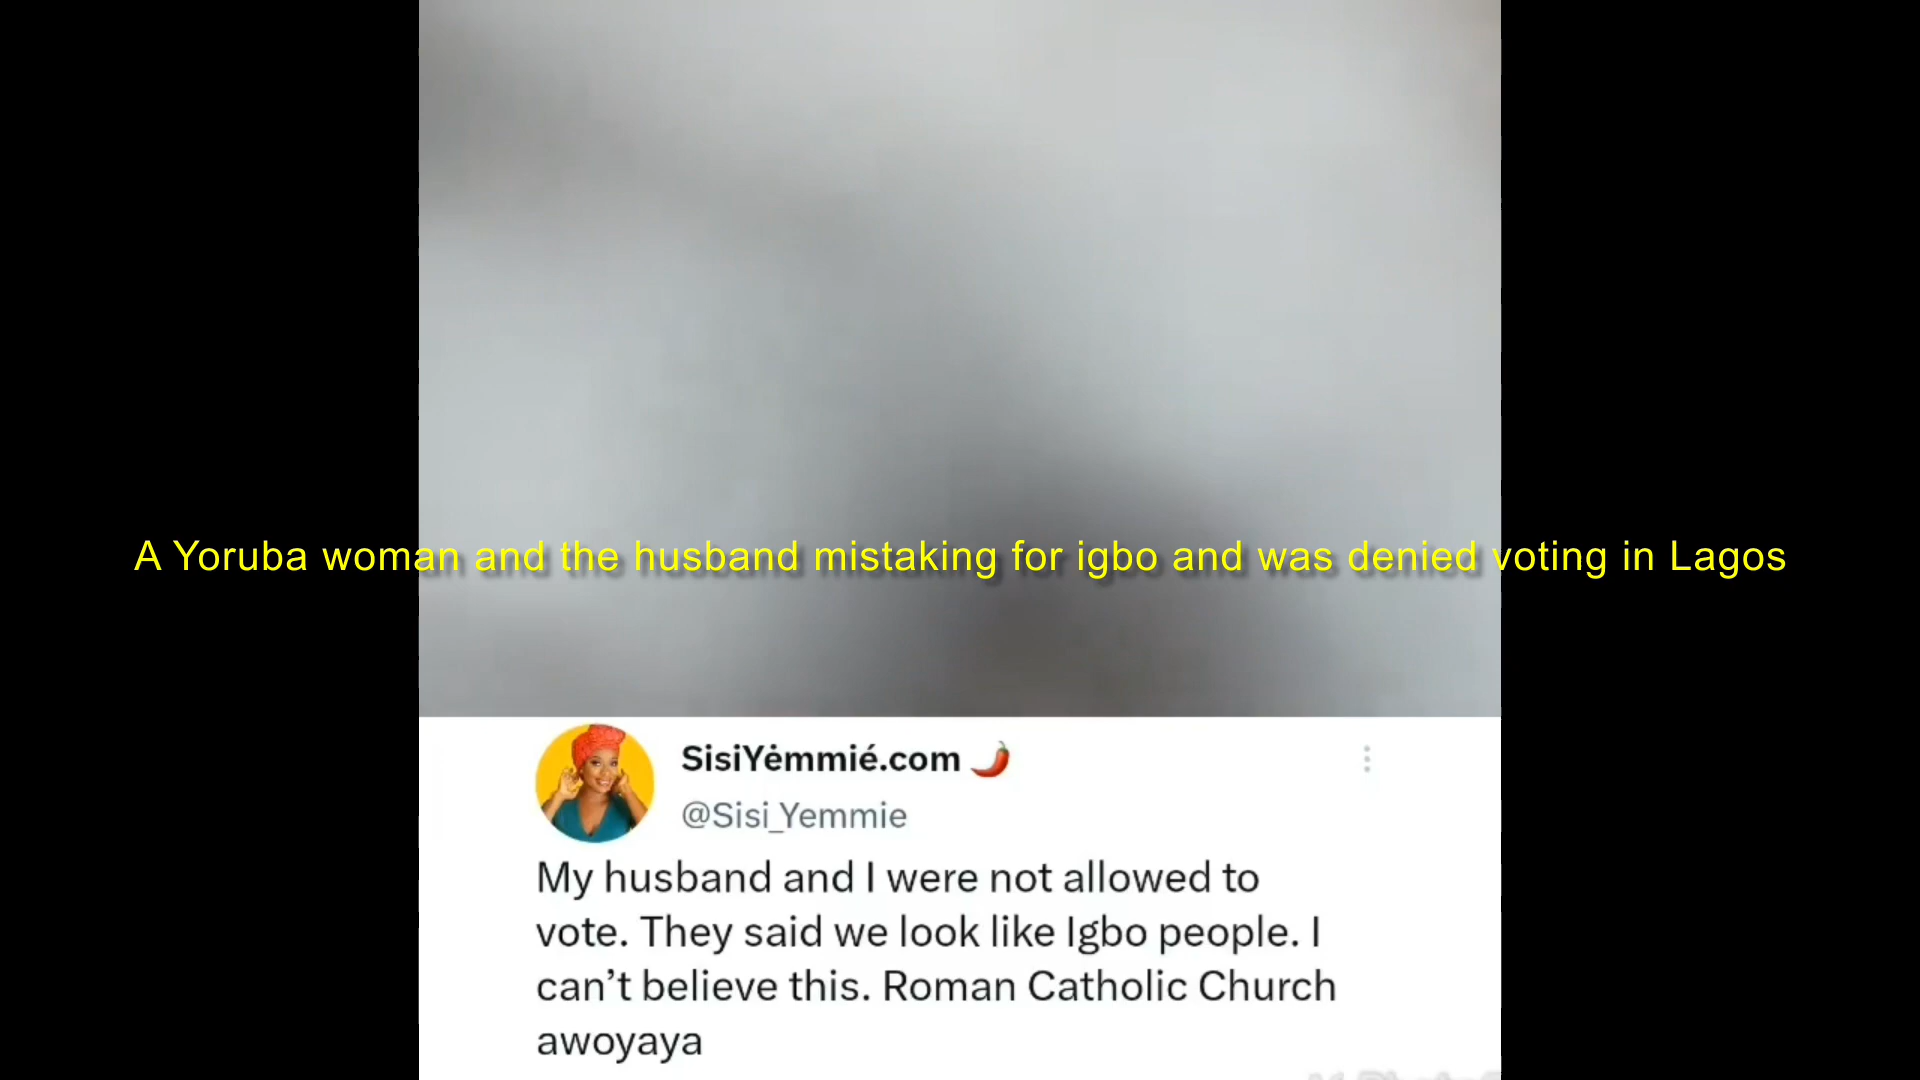 A Yoruba woman and the husband mistaking for igbo and was denied voting in Lagos
SisiYėmmié.com 🌶️
@Sisi_Yemmie
My husband and I were not allowed to
vote. They said we look like Igbo people. I
can’t believe this. Roman Catholic Church
awoyaya